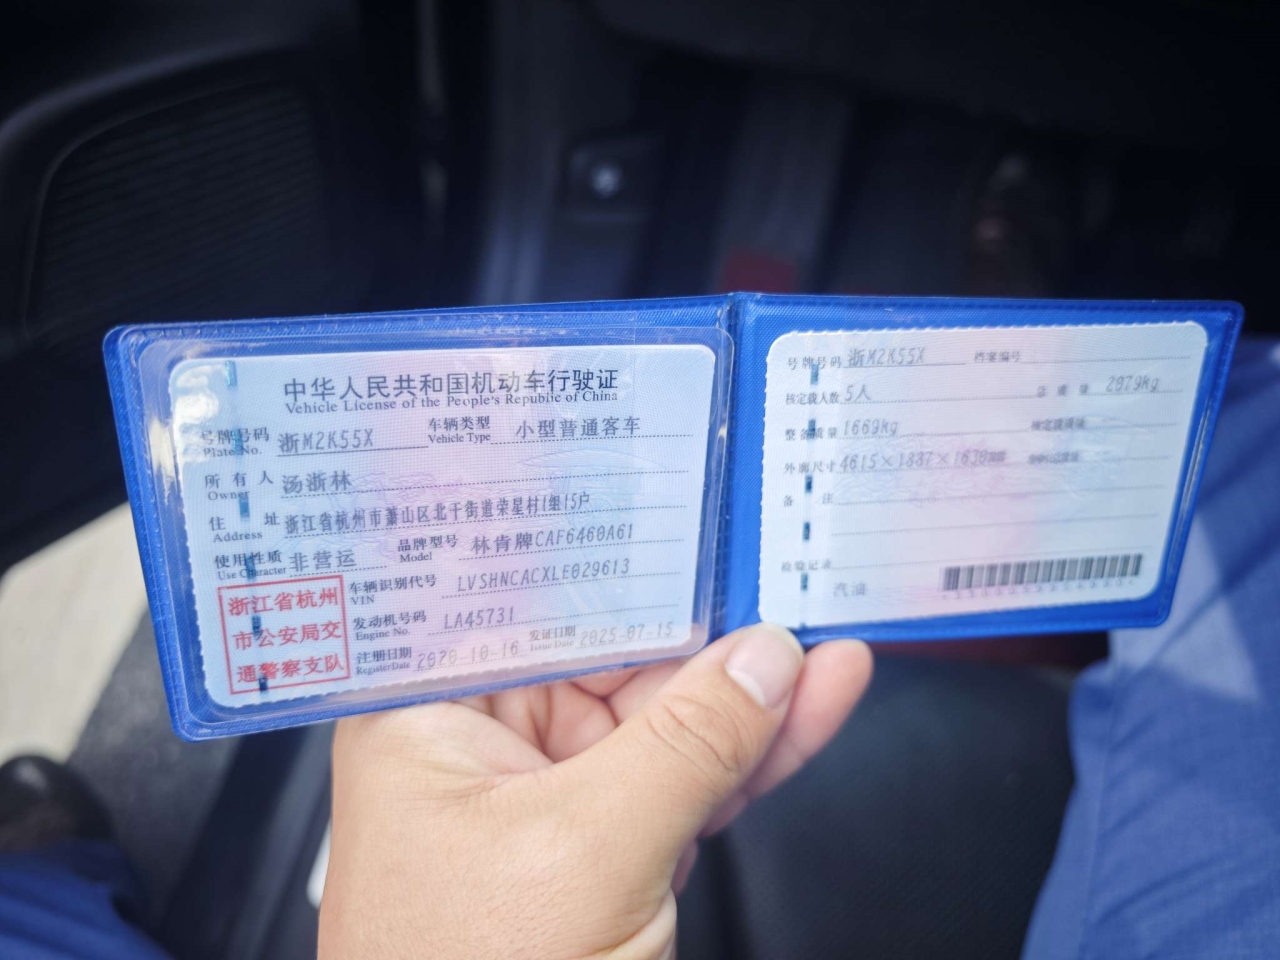 中华人民共和国机动车行驶证
Vehicle License of the People's Republic of China
号牌号码 浙M2K55X 车辆类型 小型普通客车
Plate No. Vehicle Type
所有人 汤浙林
Owner
住址 浙江省杭州市萧山区北干街道荣星村1组15户
Address
使用性质 非营运 品牌型号 林肯牌CAF6460A61
Use Character Model
浙江省杭州
市公安局交
通警察支队
车辆识别代号 LVSHNCACXLE029613
VIN
发动机号码 LA45731
Engine No.
注册日期 2020-10-16 发证日期 2025-07-15
Register Date Issue Date
号牌号码 浙M2K55X 档案编号
核定载人数 5人 总质量
整备质量 1669kg 核定载质量
外廓尺寸 4615×1887×1630mm
备注
检验记录
汽油